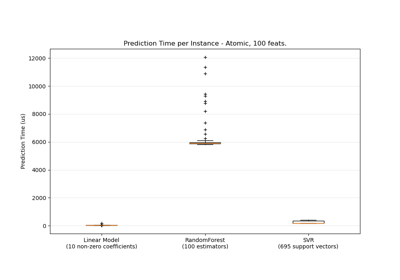 Prediction Time per Instance - Atomic, 100 feats.
12000
10000
8000
6000
4000
2000
0
Prediction Time (us)
Linear Model
(10 non-zero coefficients)
RandomForest
(100 estimators)
SVR
(695 support vectors)